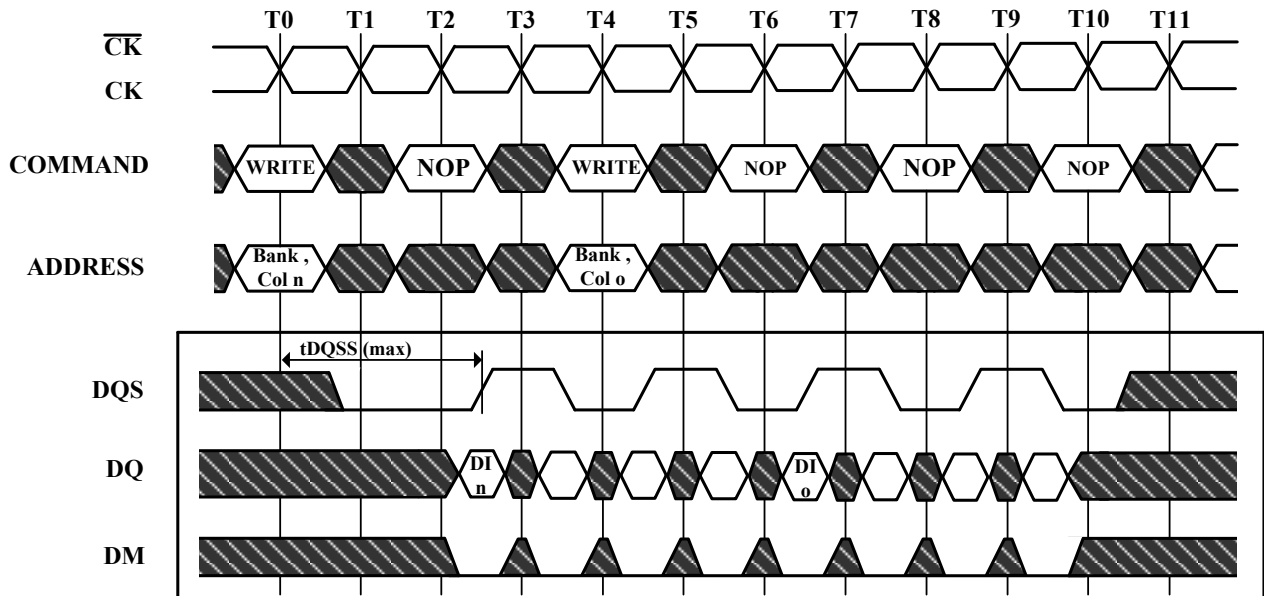 T0 T1 T2 T3 T4 T5 T6 T7 T8 T9 T10 T11
CK
CK
COMMAND WRITE NOP WRITE NOP NOP NOP
ADDRESS
Bank ,
Col n
Bank ,
Col o
tDQSS (max)
DQS
DQ
DI
n
DI
o
DM